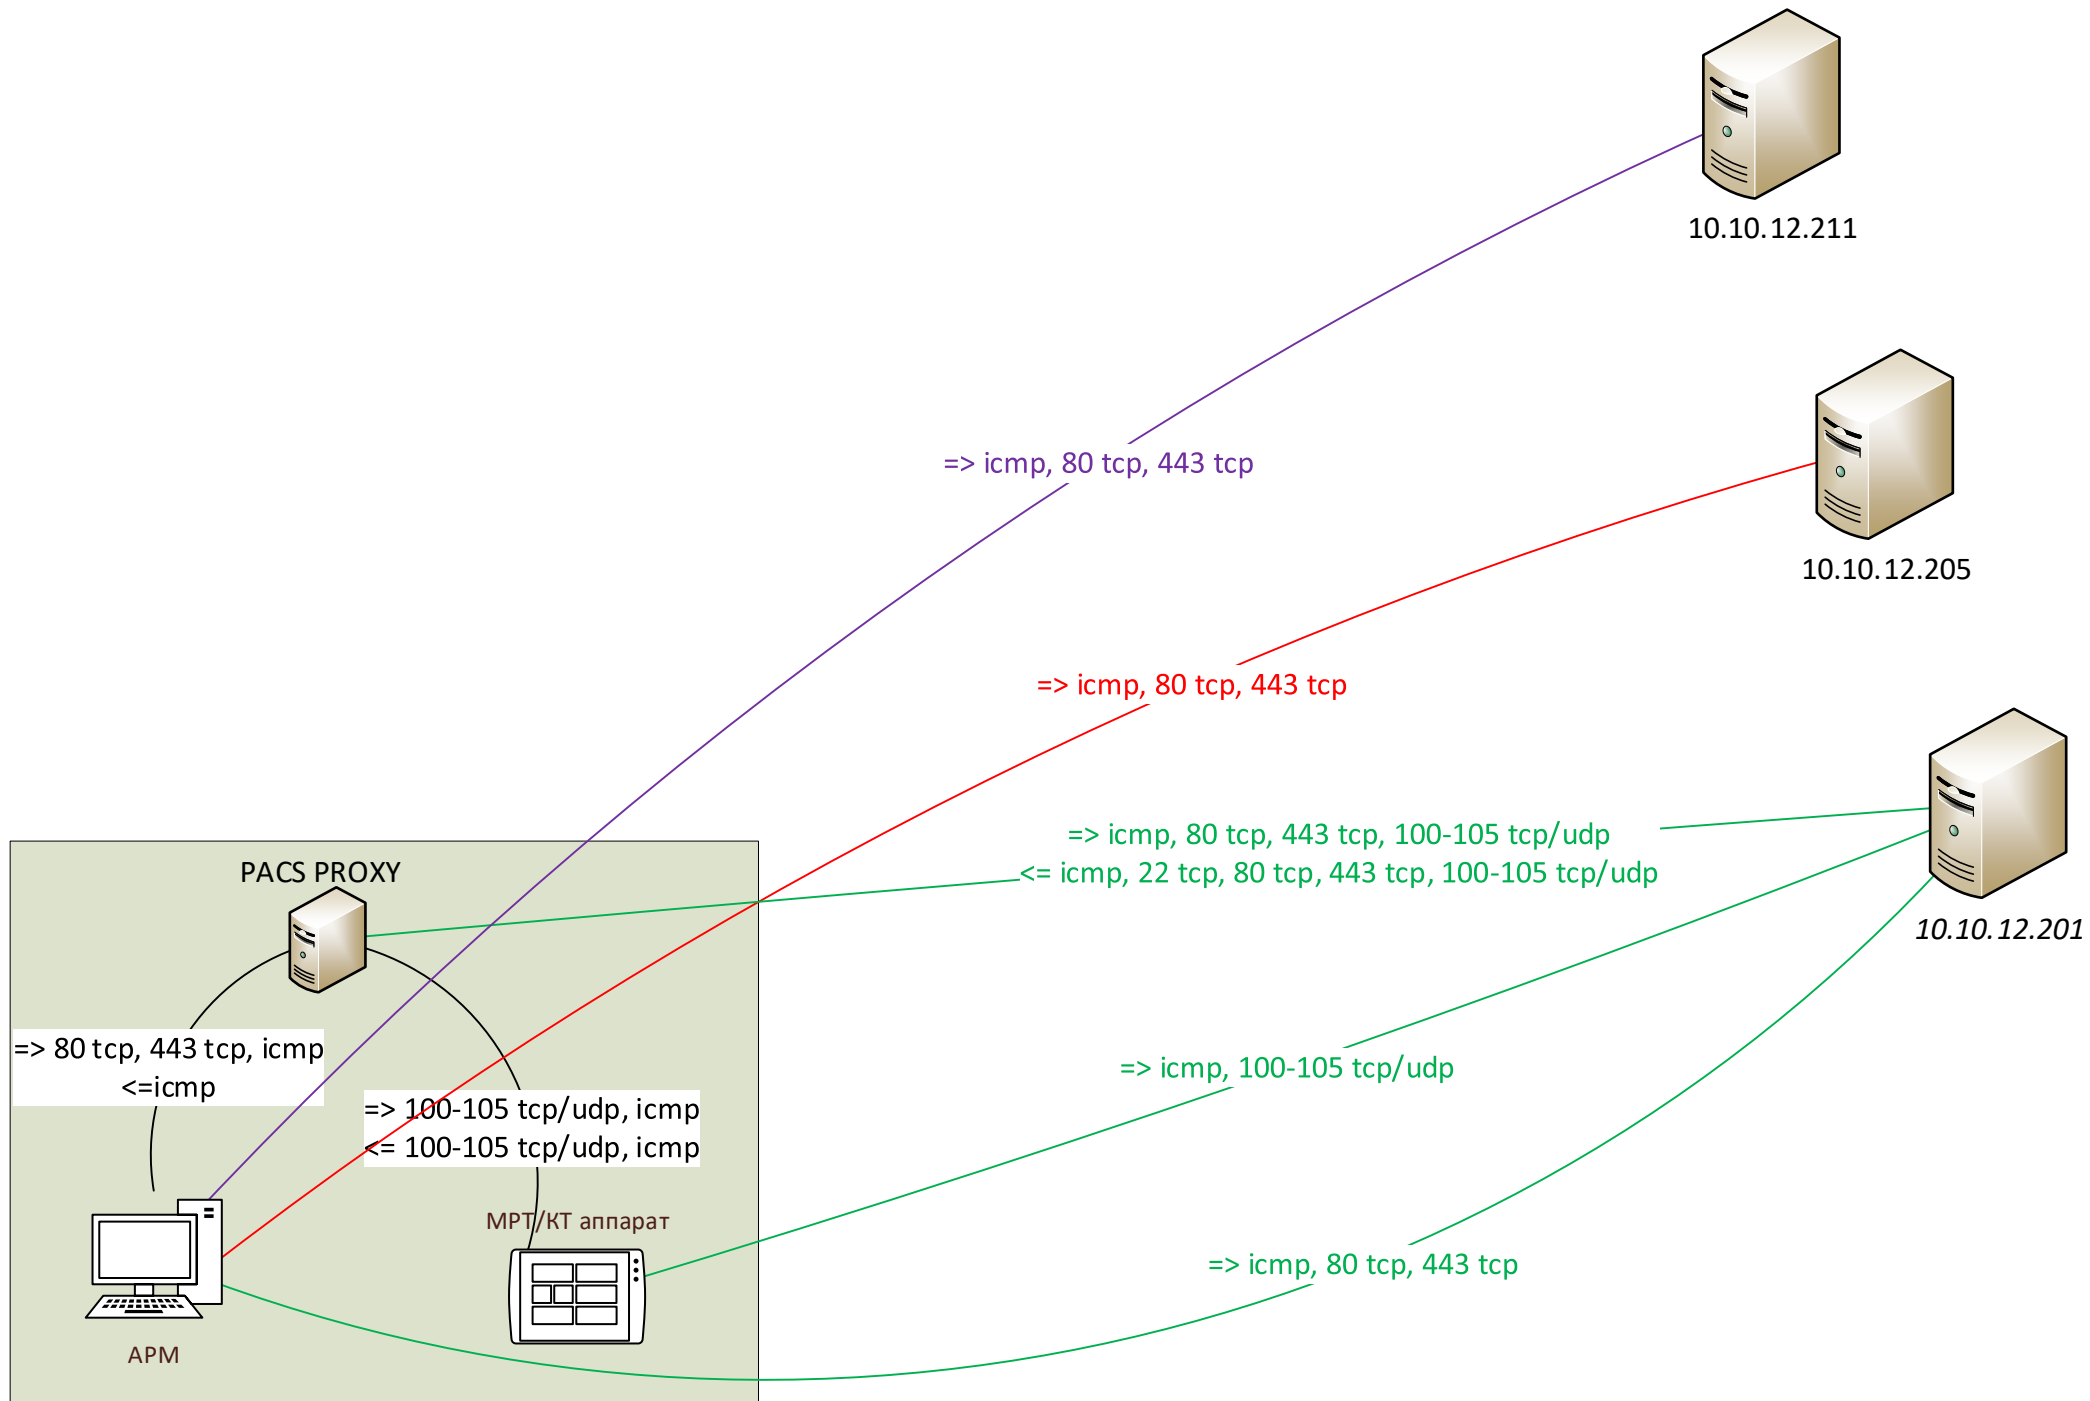 10.10.12.211
=> icmp, 80 tcp, 443 tcp
10.10.12.205
=> icmp, 80 tcp, 443 tcp
=> icmp, 80 tcp, 443 tcp, 100-105 tcp/udp
<= icmp, 22 tcp, 80 tcp, 443 tcp, 100-105 tcp/udp
10.10.12.201
PACS PROXY
=> 80 tcp, 443 tcp, icmp
<=icmp
=> 100-105 tcp/udp, icmp
<= 100-105 tcp/udp, icmp
=> icmp, 100-105 tcp/udp
МРТ/КТ аппарат
=> icmp, 80 tcp, 443 tcp
АРМ